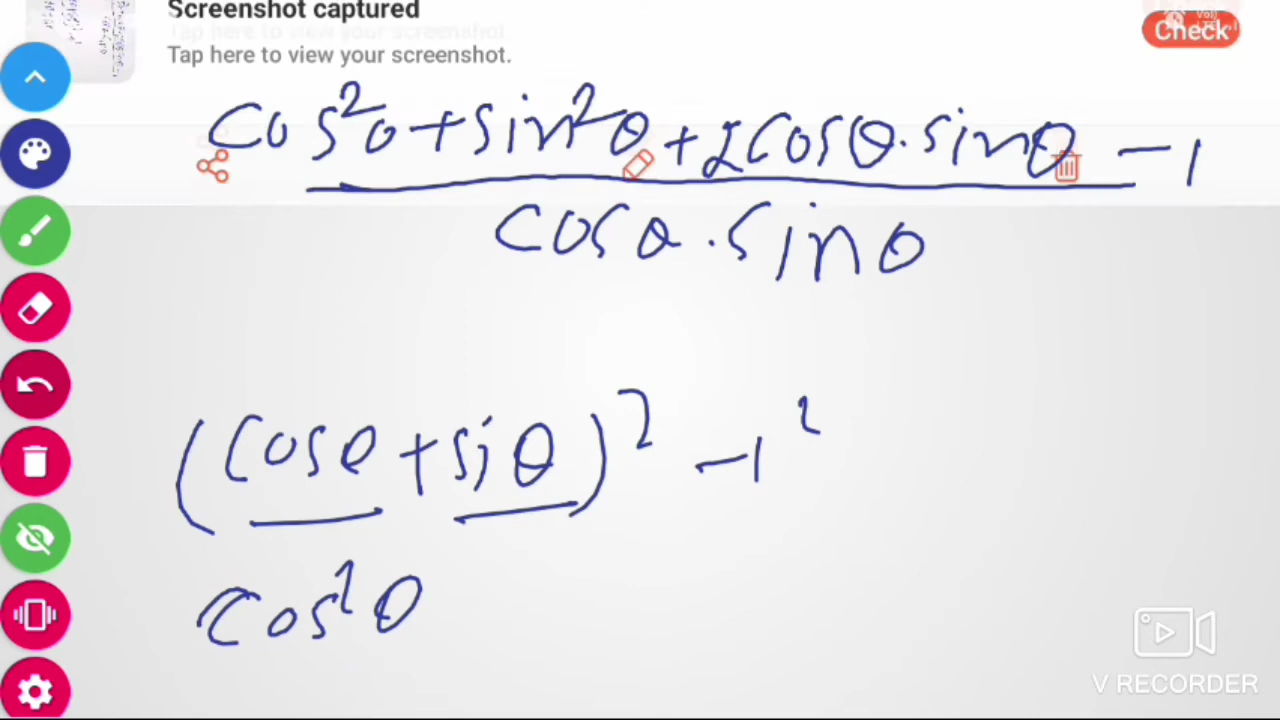 Screenshot captured
Tap here to view your screenshot.
Check
cos²θ+sin²θ+2cosθ.sinθ -1
cosθ.sinθ
(cosθ+siθ)² -1²
cos²θ
V RECORDER